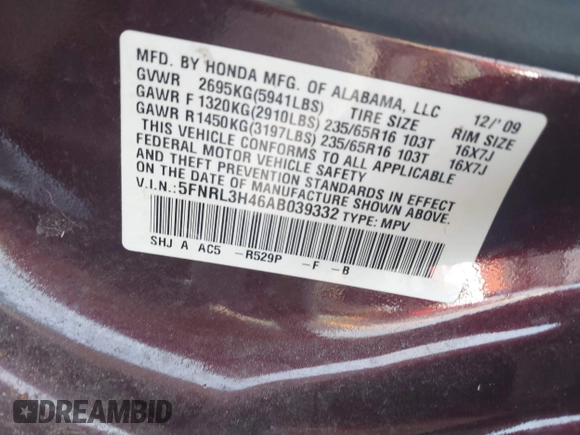 MFD. BY HONDA MFG. OF ALABAMA, LLC 12/'09
GVWR 2695KG(5941LBS) TIRE SIZE RIM SIZE
GAWR F 1320KG(2910LBS) 235/65R16 103T 16X7J
GAWR R 1450KG(3197LBS) 235/65R16 103T 16X7J
THIS VEHICLE CONFORMS TO ALL APPLICABLE
FEDERAL MOTOR VEHICLE SAFETY
AND THEFT PREVENTION STANDARDS IN EFFECT
ON THE DATE OF MANUFACTURE SHOWN ABOVE.
V.I.N.:5FNRL3H46AB039332 TYPE: MPV
SHJ A AC5 -R529P -F -B
DREAMBID